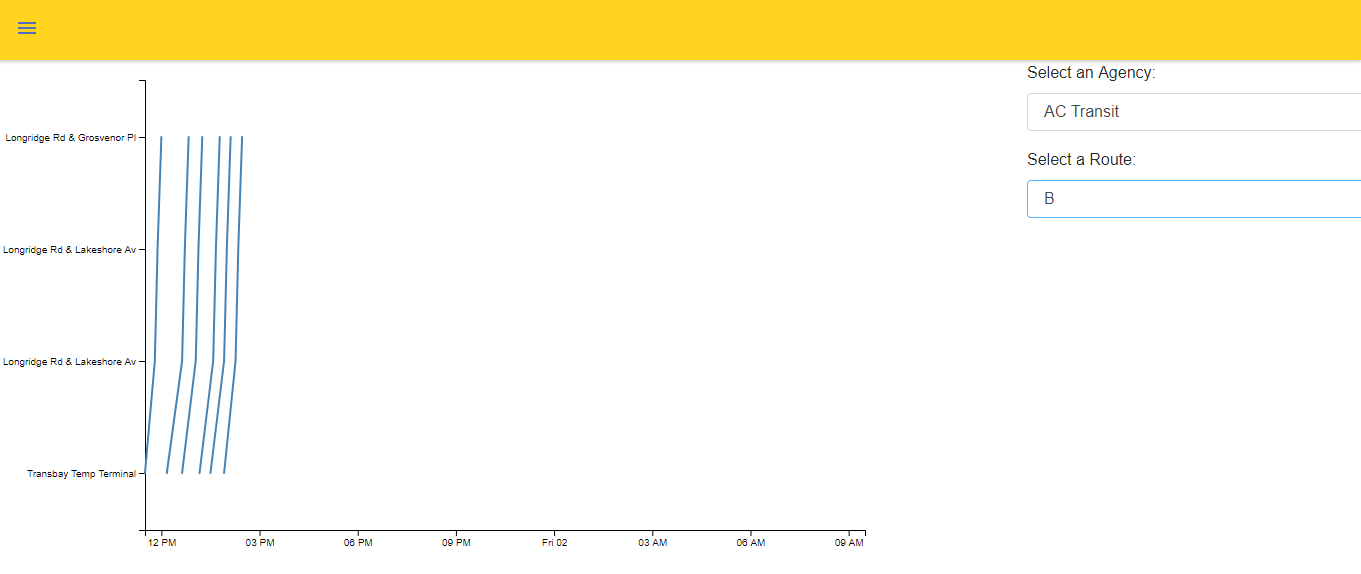 Select an Agency:
AC Transit
Select a Route:
B
Longridge Rd & Grosvenor Pl
Longridge Rd & Lakeshore Av
Longridge Rd & Lakeshore Av
Transbay Temp Terminal
12 PM 03 PM 06 PM 09 PM Fri 02 03 AM 06 AM 09 AM